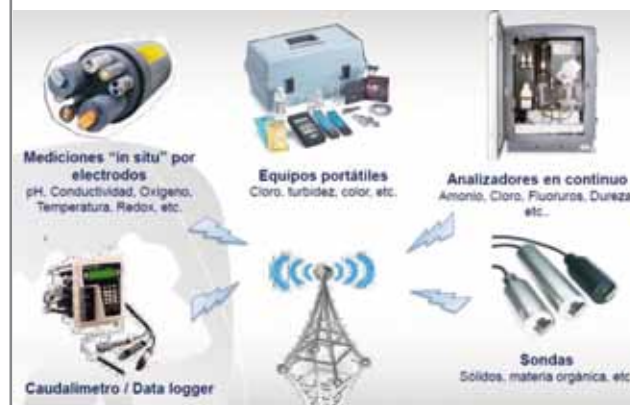 Mediciones "in situ" por
electrodos
pH, Conductividad, Oxígeno,
Temperatura, Redox, etc.
Equipos portátiles
Cloro, turbidez, color, etc.
Analizadores en continuo
Amonio, Cloro, Fluoruros, Dureza,
etc..
Caudalímetro / Data logger
Sondas
Sólidos, materia orgánica, etc.